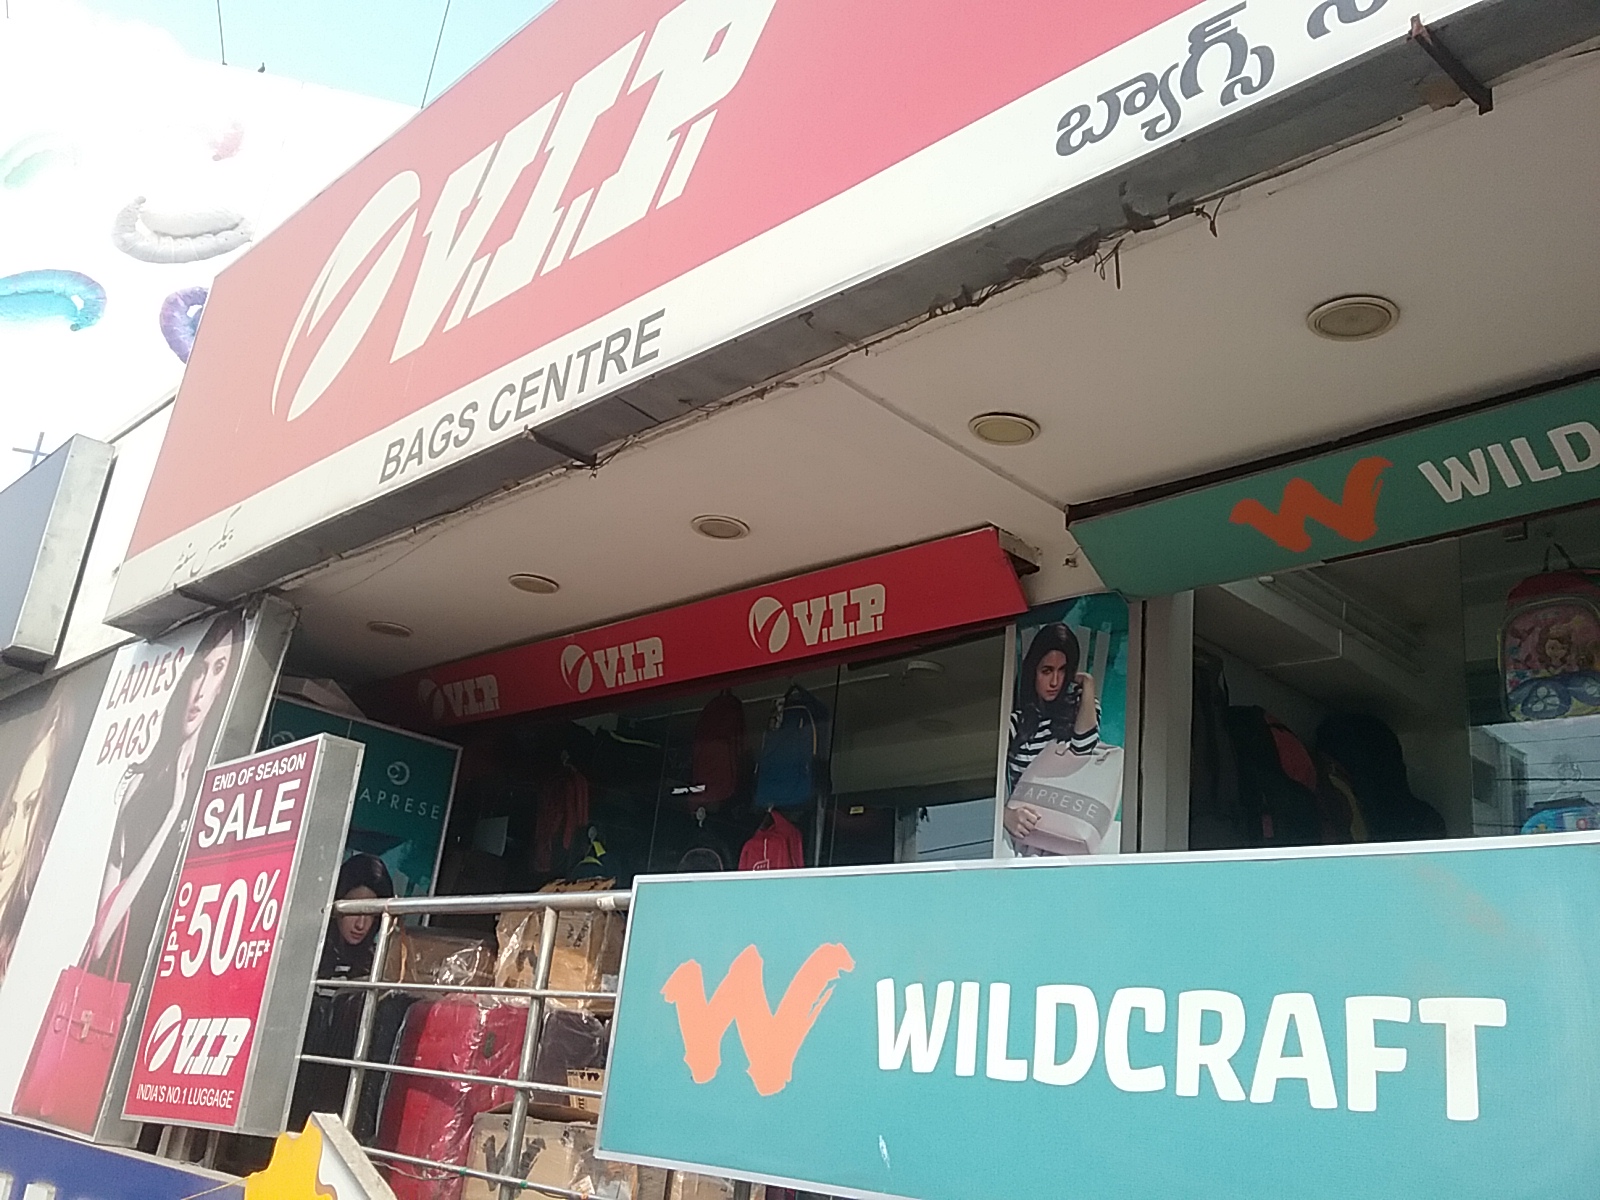 V.I.P
BAGS CENTRE
బ్యాగ్స్
WILD
V.I.P.
V.I.P.
V.I.P.
LADIES
BAGS
END OF SEASON
SALE
UPTO
50%
OFF*
V.I.P.
INDIA'S NO.1 LUGGAGE
APRESE
APRESE
WILDCRAFT